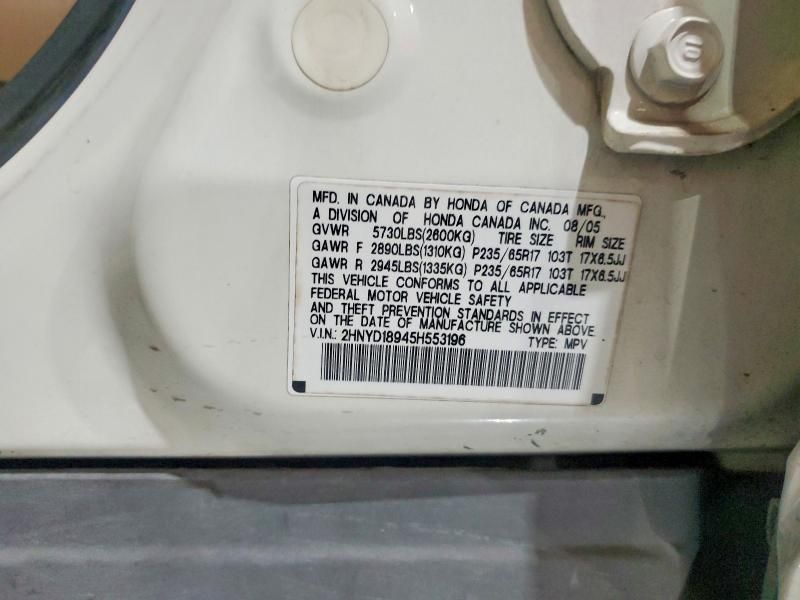 MFD. IN CANADA BY HONDA OF CANADA MFG.,
A DIVISION OF HONDA CANADA INC. 08/05
GVWR 5730LBS(2600KG) TIRE SIZE RIM SIZE
GAWR F 2890LBS(1310KG) P235/65R17 103T 17X6.5JJ
GAWR R 2945LBS(1335KG) P235/65R17 103T 17X6.5JJ
THIS VEHICLE CONFORMS TO ALL APPLICABLE
FEDERAL MOTOR VEHICLE SAFETY
AND THEFT PREVENTION STANDARDS IN EFFECT
ON THE DATE OF MANUFACTURE SHOWN ABOVE.
V.I.N.: 2HNYD18945H553196 TYPE: MPV